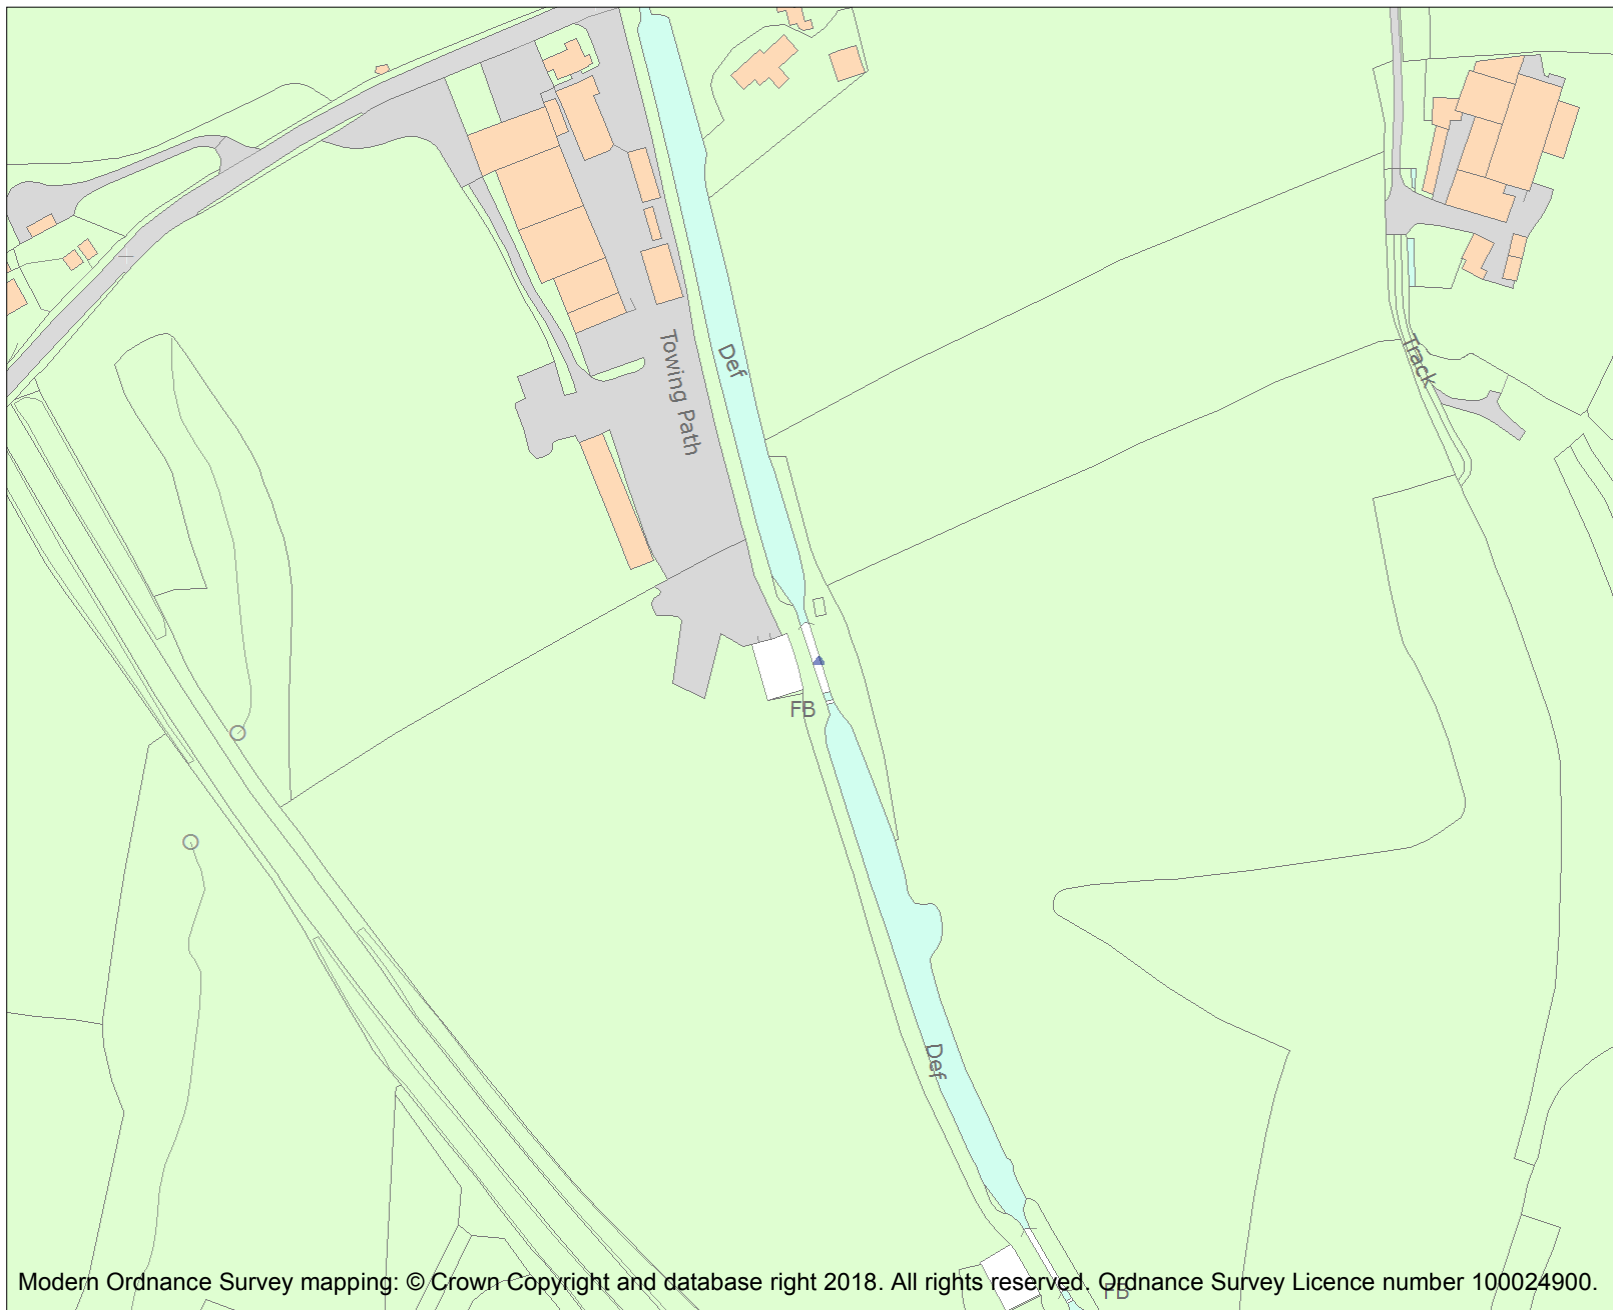 Towing Path
Def
Track
FB
Def
FB
Modern Ordnance Survey mapping: © Crown Copyright and database right 2018. All rights reserved. Ordnance Survey Licence number 100024900.